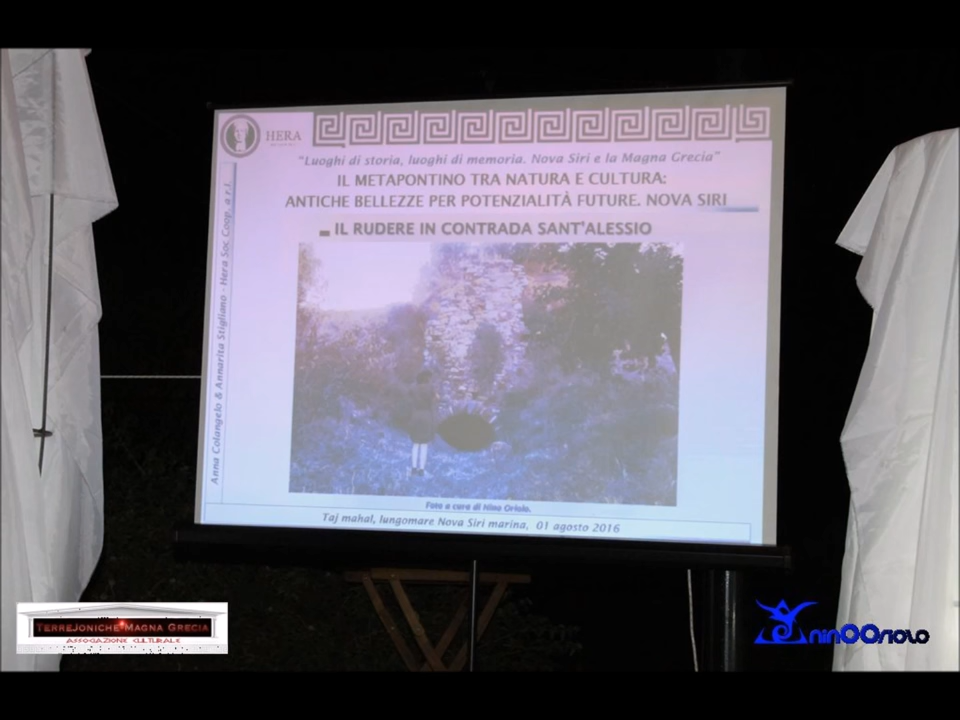 HERA
"Luoghi di storia, luoghi di memoria. Nova Siri e la Magna Grecia"
IL METAPONTINO TRA NATURA E CULTURA:
ANTICHE BELLEZZE PER POTENZIALITÀ FUTURE. NOVA SIRI
IL RUDERE IN CONTRADA SANT'ALESSIO
Anna Colangelo & Annarita Stigliano - Hera Soc. Coop. a r.l.
Foto a cura di Nino Oriolo.
Taj mahal, lungomare Nova Siri marina, 01 agosto 2016
TERREJONICHE MAGNA GRECIA
ASSOCIAZIONE CULTURALE
ninOOriolo